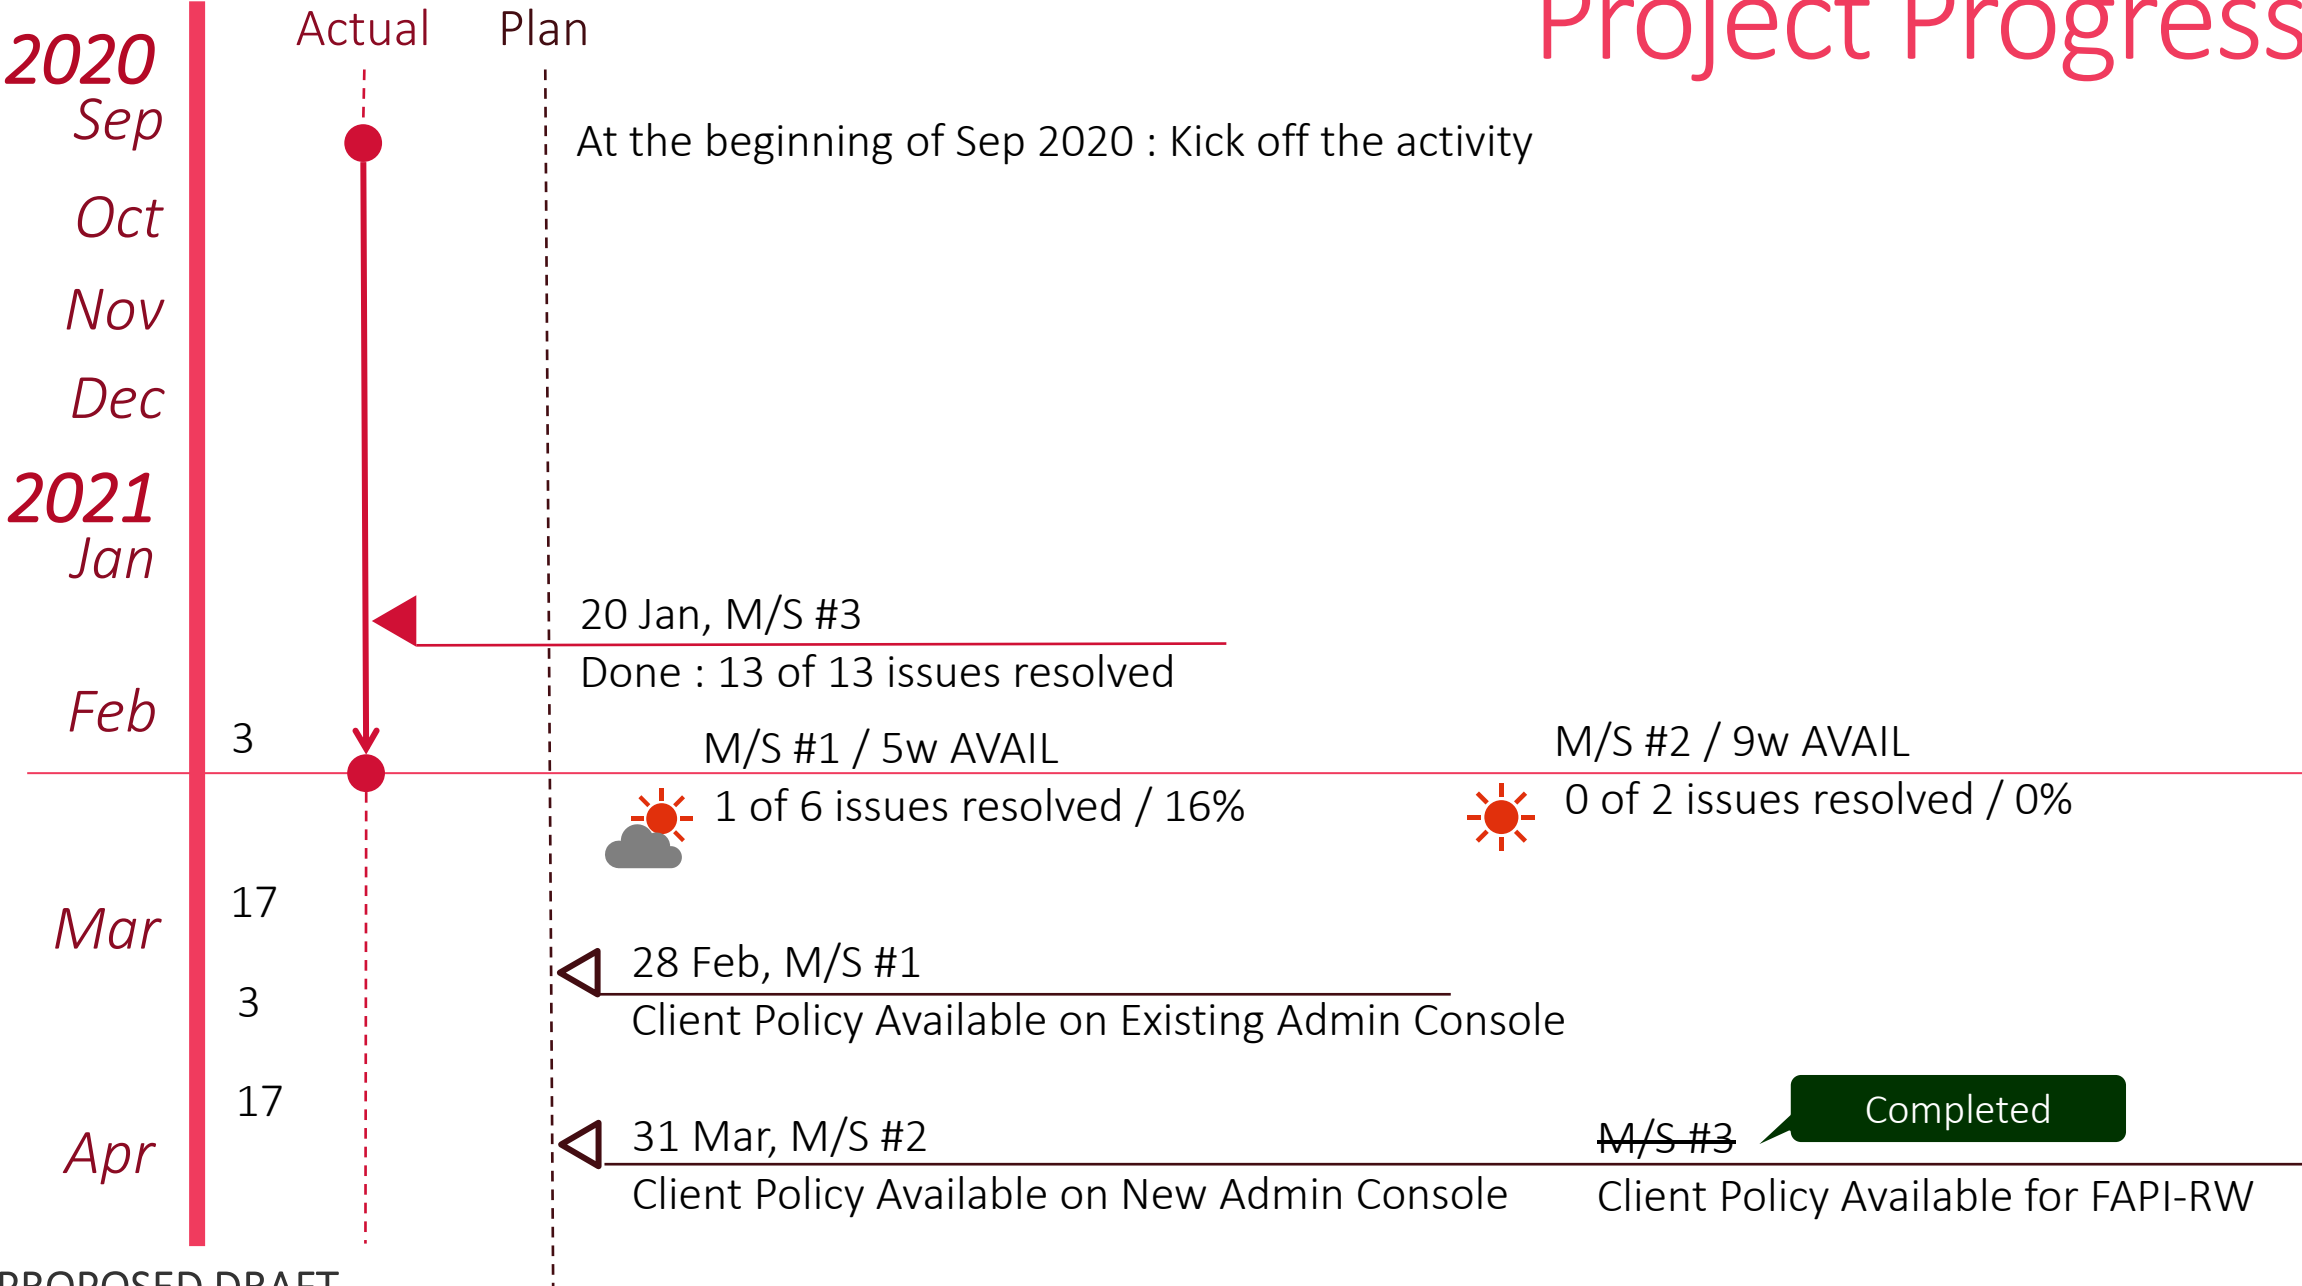 Project Progress
Actual
Plan
2020
Sep
At the beginning of Sep 2020 : Kick off the activity
Oct
Nov
Dec
2021
Jan
20 Jan, M/S #3
Done : 13 of 13 issues resolved
Feb
3
M/S #1 / 5w AVAIL
1 of 6 issues resolved / 16%
M/S #2 / 9w AVAIL
0 of 2 issues resolved / 0%
17
Mar
28 Feb, M/S #1
Client Policy Available on Existing Admin Console
3
17
Apr
31 Mar, M/S #2
Client Policy Available on New Admin Console
M/S #3
Completed
Client Policy Available for FAPI-RW
PROPOSED DRAFT